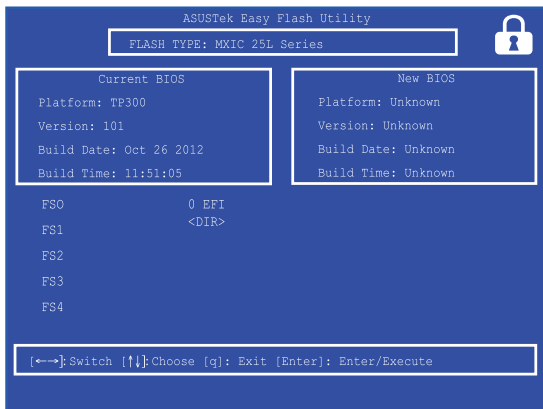 ASUSTek Easy Flash Utility
FLASH TYPE: MXIC 25L Series
Current BIOS
Platform: TP300
Version: 101
Build Date: Oct 26 2012
Build Time: 11:51:05
New BIOS
Platform: Unknown
Version: Unknown
Build Date: Unknown
Build Time: Unknown
FS0 0 EFI
FS1 <DIR>
FS2
FS3
FS4
[←→]: Switch [↑↓]: Choose [q]: Exit [Enter]: Enter/Execute